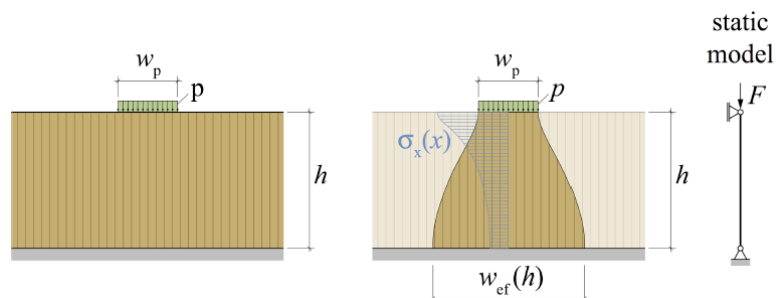 w_p
p
h
w_p
p
σ_x(x)
h
w_ef(h)
static
model
F